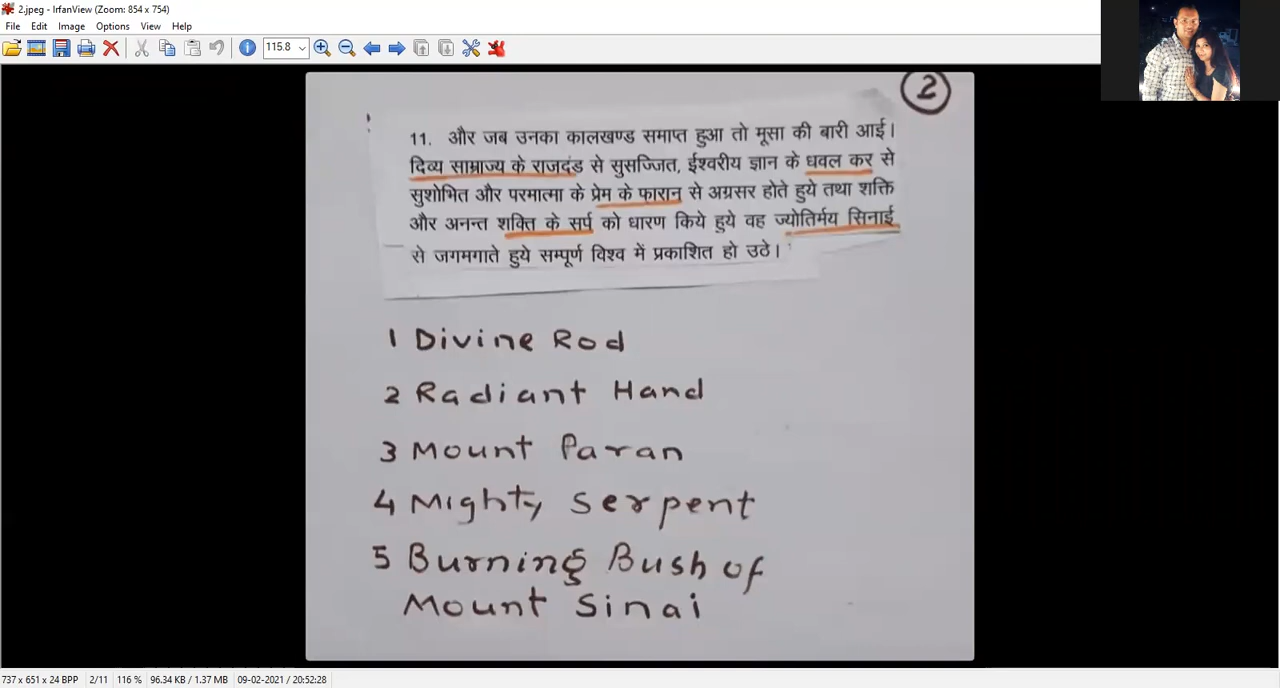 2.jpeg - IrfanView (Zoom: 854 x 754)
File Edit Image Options View Help
115.8
2
11. और जब उनका कालखण्ड समाप्त हुआ तो मूसा की बारी आई।
दिव्य साम्राज्य के राजदंड से सुसज्जित, ईश्वरीय ज्ञान के धवल कर से
सुशोभित और परमात्मा के प्रेम के फ़ारान से अग्रसर होते हुये तथा शक्ति
और अनन्त शक्ति के सर्प को धारण किये हुये वह ज्योतिर्मय सिनाई
से जगमगाते हुये सम्पूर्ण विश्व में प्रकाशित हो उठे।
1 Divine Rod
2 Radiant Hand
3 Mount Paran
4 Mighty Serpent
5 Burning Bush of
Mount Sinai
737 x 651 x 24 BPP 2/11 116 % 96.34 KB / 1.37 MB 09-02-2021 / 20:52:28